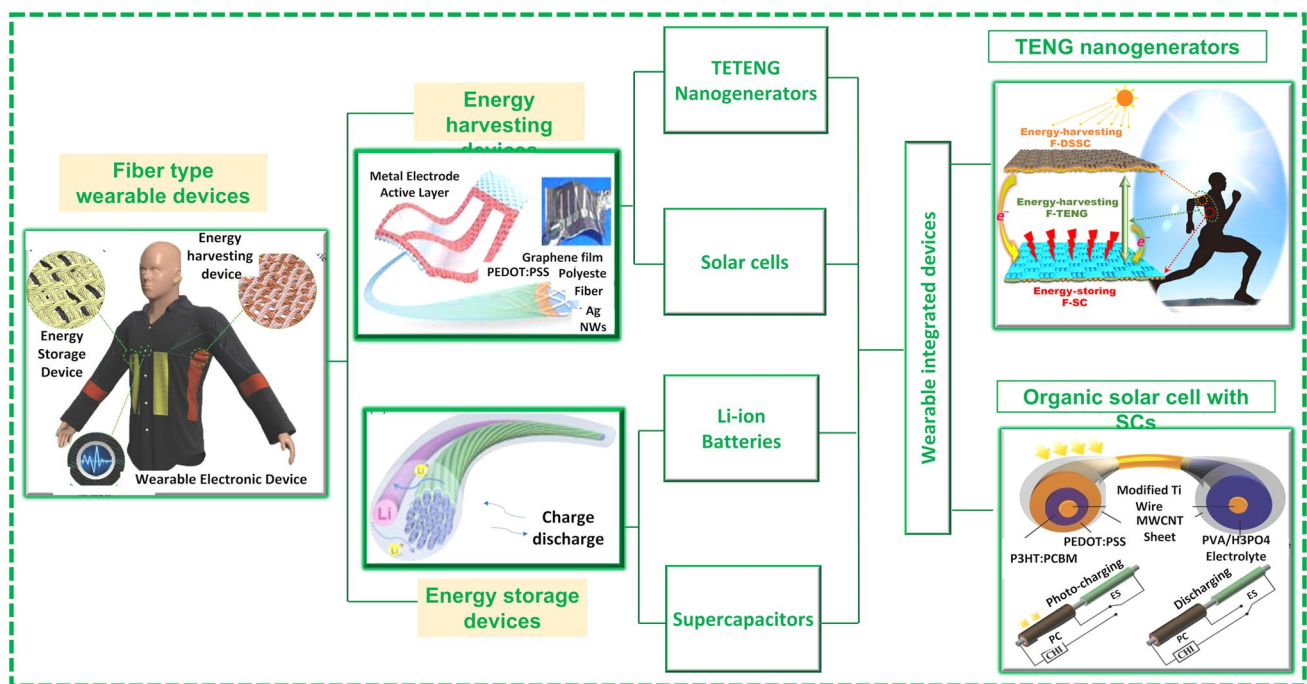 Fiber type
wearable devices
Energy
harvesting
device
Energy
Storage
Device
Wearable Electronic Device
Energy
harvesting
devices
Metal Electrode
Active Layer
Graphene film
PEDOT:PSS
Polyeste
Fiber
Ag
NWs
Li
Li
Li
Charge
discharge
Energy storage
devices
TETENG
Nanogenerators
Solar cells
Li-ion
Batteries
Supercapacitors
Wearable integrated devices
TENG nanogenerators
Energy-harvesting
F-DSSC
e-
Energy-harvesting
F-TENG
e-
Energy-storing
F-SC
Organic solar cell with
SCs
Modified Ti
Wire
MWCNT
Sheet
PEDOT:PSS
P3HT:PCBM
PVA/H3PO4
Electrolyte
Photo-charging
ES
PC
CHI
Discharging
ES
PC
CHI